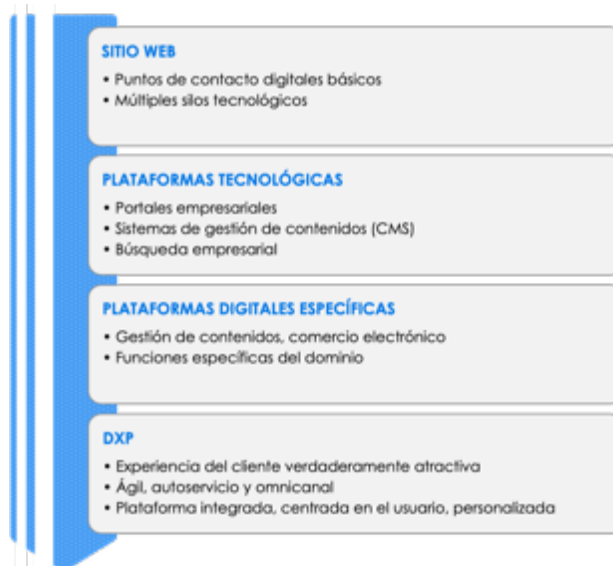 SITIO WEB
• Puntos de contacto digitales básicos
• Múltiples silos tecnológicos
PLATAFORMAS TECNOLÓGICAS
• Portales empresariales
• Sistemas de gestión de contenidos (CMS)
• Búsqueda empresarial
PLATAFORMAS DIGITALES ESPECÍFICAS
• Gestión de contenidos, comercio electrónico
• Funciones específicas del dominio
DXP
• Experiencia del cliente verdaderamente atractiva
• Ágil, autoservicio y omnicanal
• Plataforma integrada, centrada en el usuario, personalizada